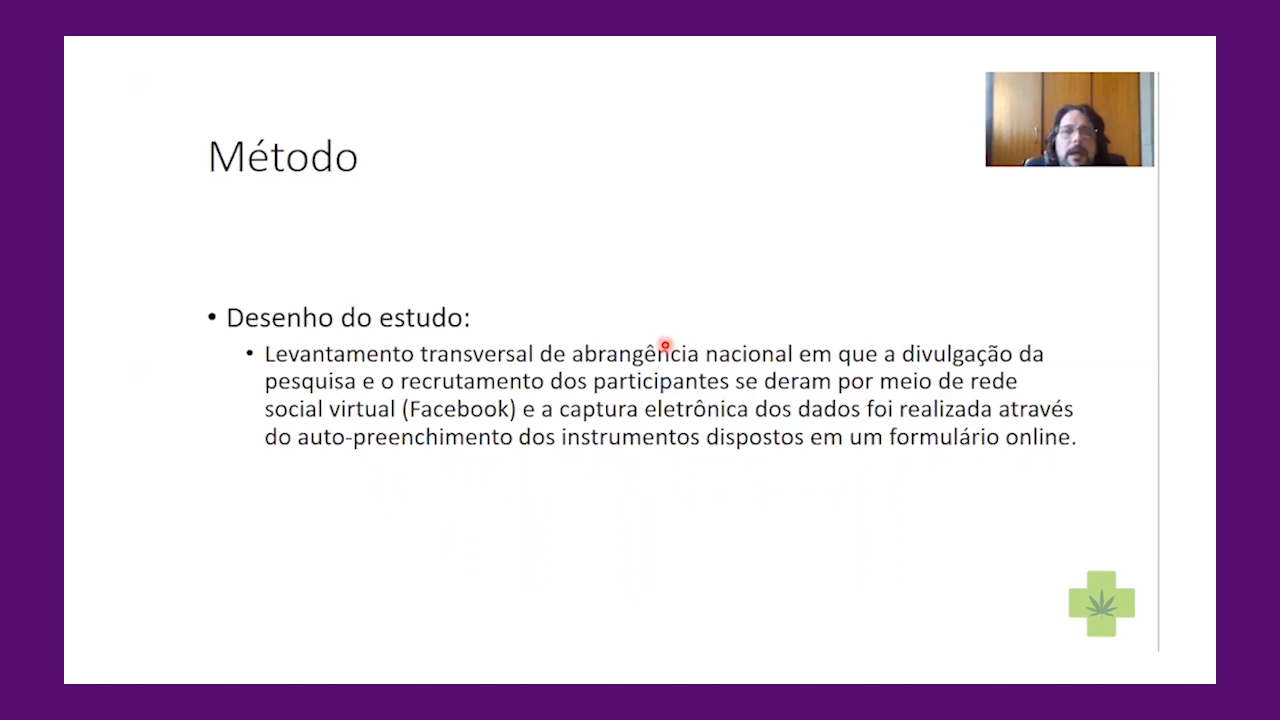 Método
• Desenho do estudo:
• Levantamento transversal de abrangência nacional em que a divulgação da
pesquisa e o recrutamento dos participantes se deram por meio de rede
social virtual (Facebook) e a captura eletrônica dos dados foi realizada através
do auto-preenchimento dos instrumentos dispostos em um formulário online.